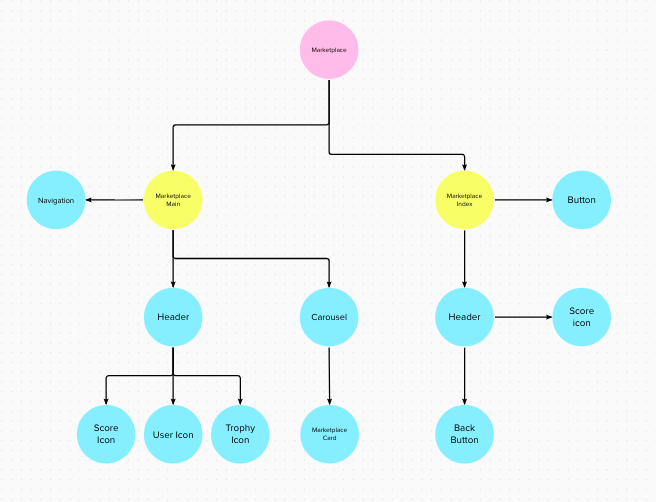 Marketplace
Navigation
Marketplace
Main
Marketplace
Index
Button
Header
Carousel
Header
Score
icon
Score
Icon
User Icon
Trophy
Icon
Marketplace
Card
Back
Button